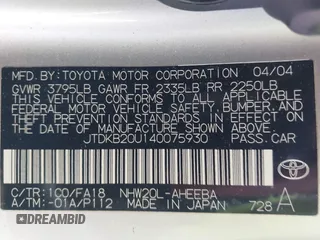 MFD. BY: TOYOTA MOTOR CORPORATION 04/04
GVWR 3795LB GAWR FR 2335LB RR 2250LB
THIS VEHICLE CONFORMS TO ALL APPLICABLE
FEDERAL MOTOR VEHICLE SAFETY, BUMPER, AND
THEFT PREVENTION STANDARDS IN EFFECT ON
THE DATE OF MANUFACTURE SHOWN ABOVE.
JTDKB20U140075930 PASS.CAR
TOYOTA
C/TR: 1C0/FA18 NHW20L-AHEEBA
A/TM: -01A/P112 MADE IN JAPAN 728 A
DRIVEDOSSIER